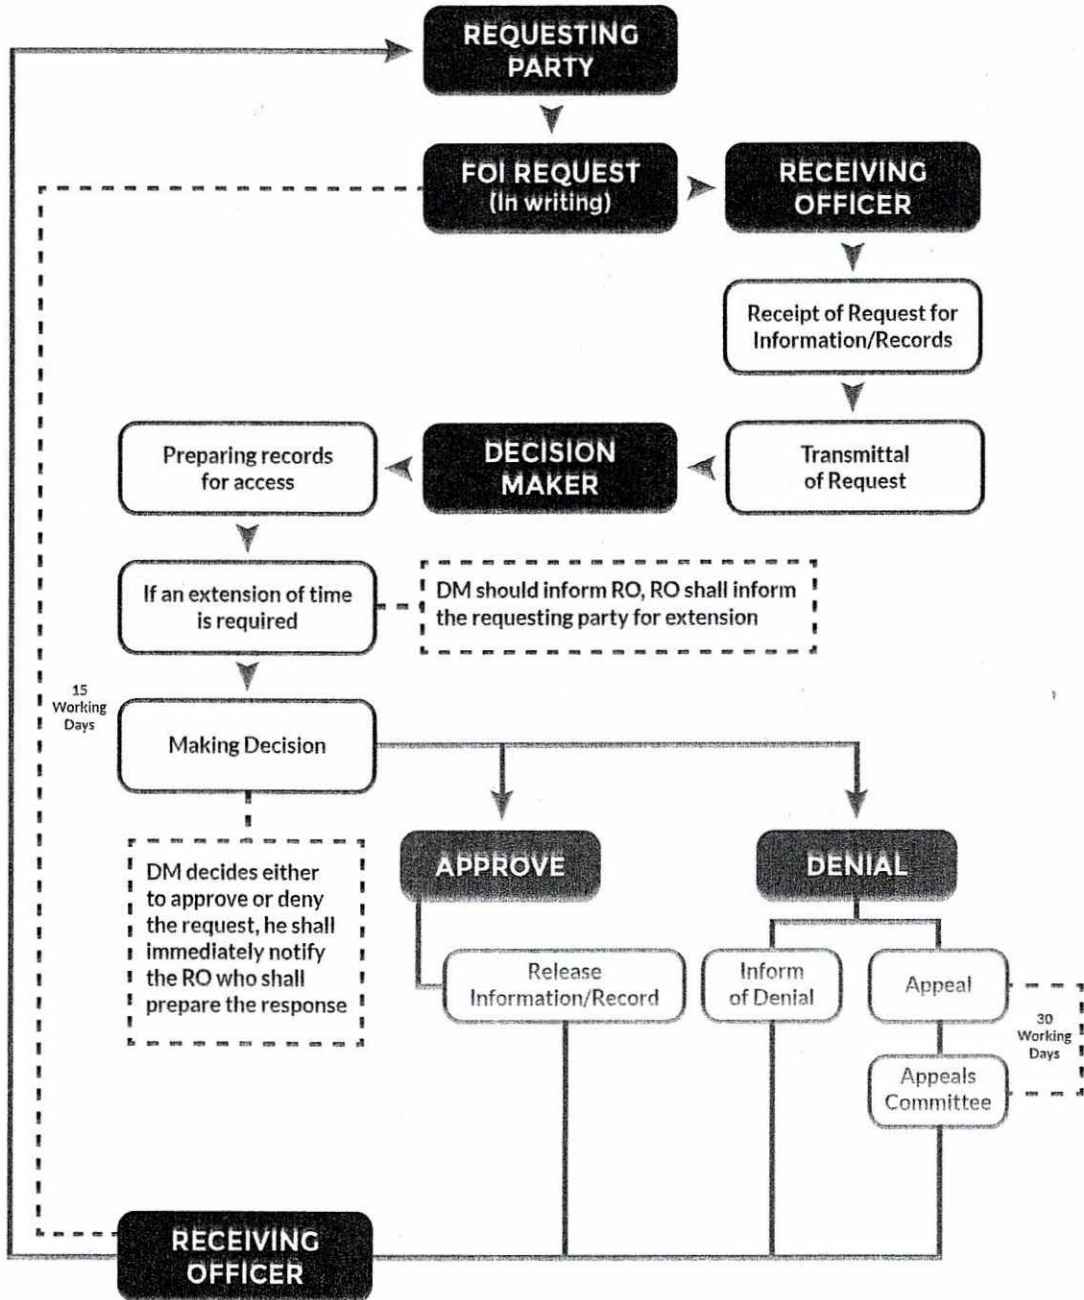 REQUESTING
PARTY
FOI REQUEST
(In writing)
RECEIVING
OFFICER
Receipt of Request for
Information/Records
Transmittal
of Request
DECISION
MAKER
Preparing records
for access
If an extension of time
is required
DM should inform RO, RO shall inform
the requesting party for extension
15
Working
Days
Making Decision
DM decides either
to approve or deny
the request, he shall
immediately notify
the RO who shall
prepare the response
APPROVE
DENIAL
Release
Information/Record
Inform
of Denial
Appeal
30
Working
Days
Appeals
Committee
RECEIVING
OFFICER